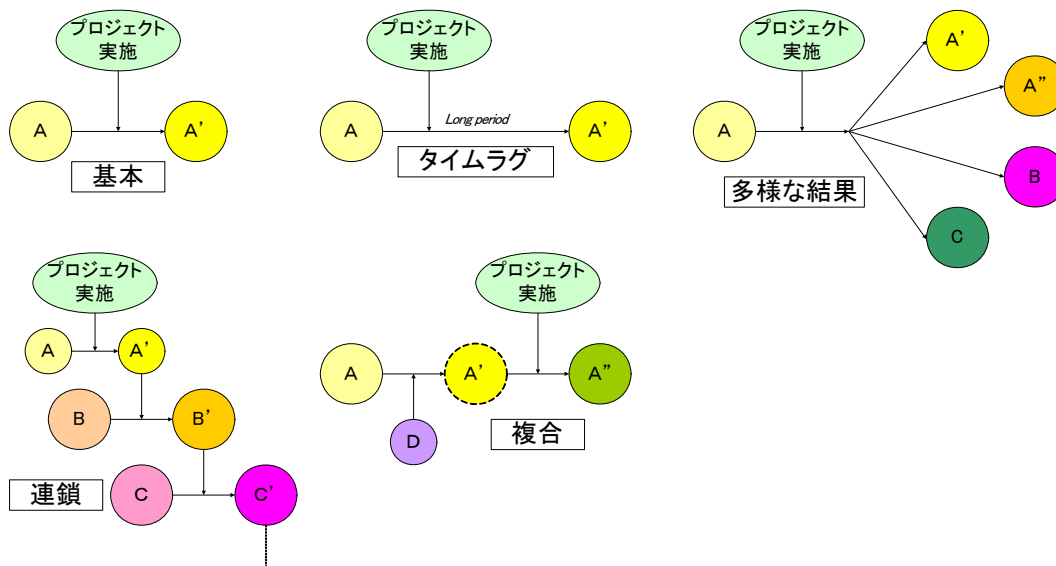 プロジェクト
実施
A
A'
基本
プロジェクト
実施
A
Long period
A'
タイムラグ
プロジェクト
実施
A
A'
A"
B
C
多様な結果
プロジェクト
実施
A
A'
B
B'
C
C'
連鎖
プロジェクト
実施
A
A'
A"
D
複合